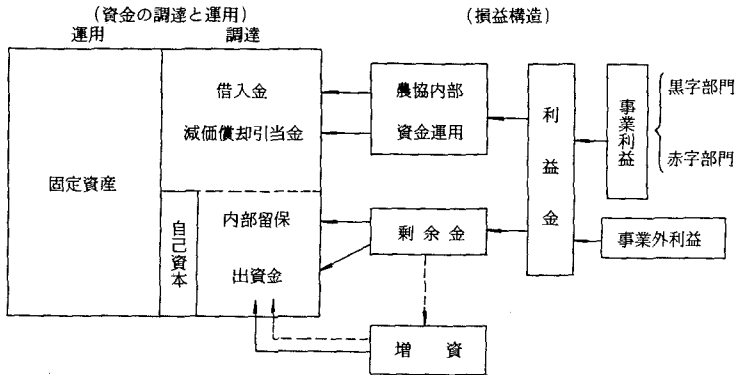 (資金の調達と運用)
(損益構造)
運用
調達
固定資産
借入金
減価償却引当金
自己資本
内部留保
出資金
農協内部
資金運用
剰余金
増資
利益金
事業利益
黒字部門
赤字部門
事業外利益